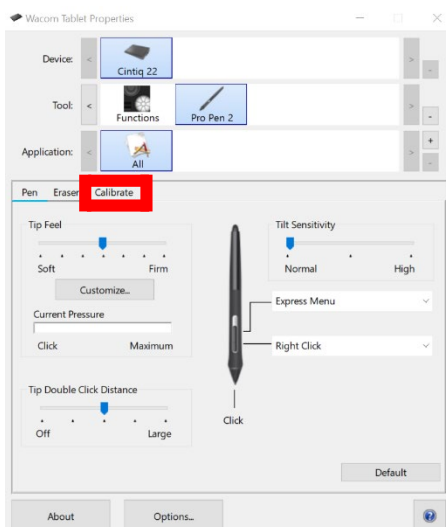 Wacom Tablet Properties
Device:
Cintiq 22
Tool:
Functions
Pro Pen 2
Application:
All
Pen Eraser Calibrate
Tip Feel
Soft Firm
Customize...
Current Pressure
Click Maximum
Tip Double Click Distance
Off Large
Click
Tilt Sensitivity
Normal High
Express Menu
Right Click
Default
About Options...